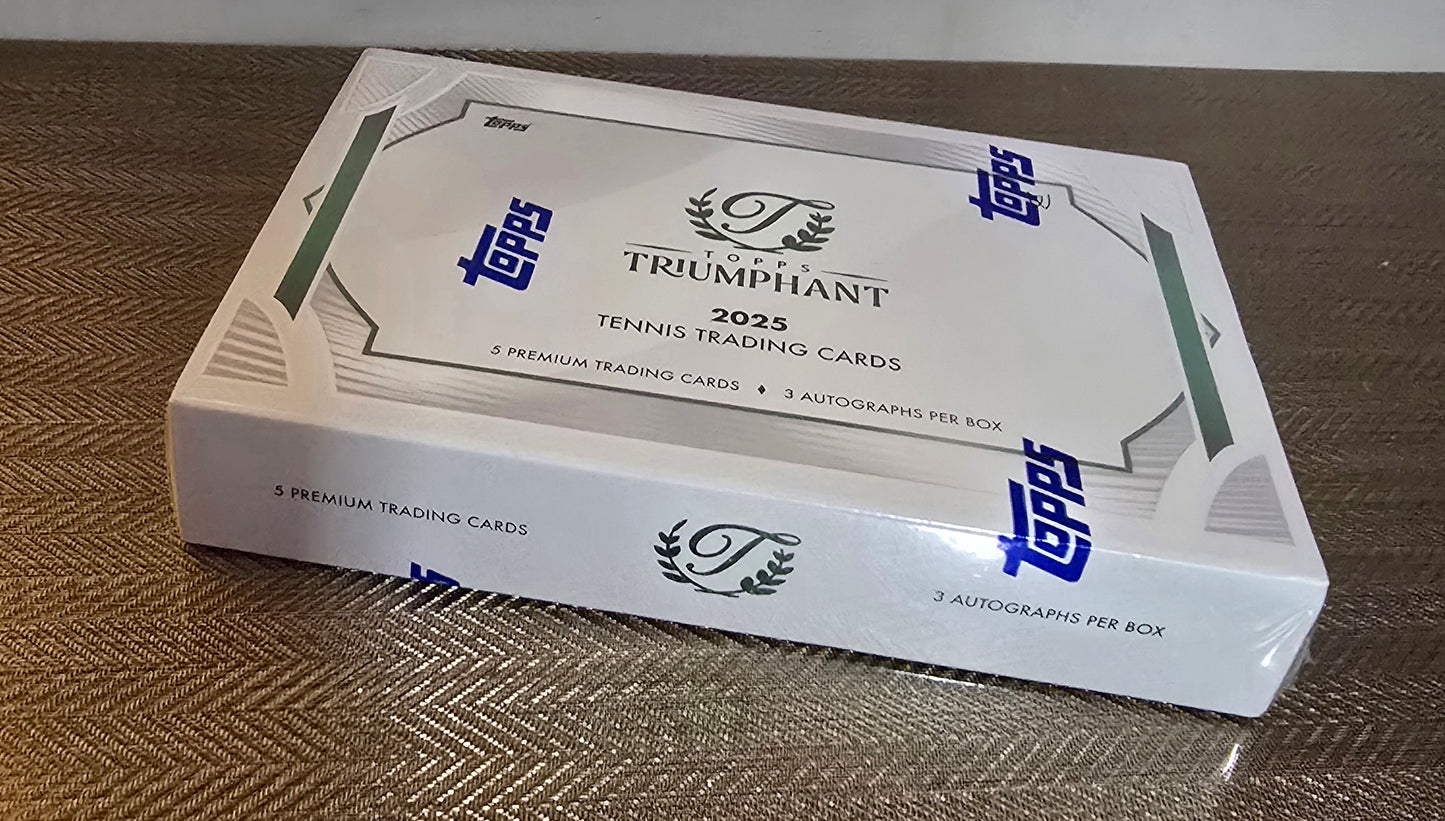 topps
topps
topps
T
TOPPS
TRIUMPHANT
2025
TENNIS TRADING CARDS
5 PREMIUM TRADING CARDS ♦ 3 AUTOGRAPHS PER BOX
topps
5 PREMIUM TRADING CARDS
T
3 AUTOGRAPHS PER BOX